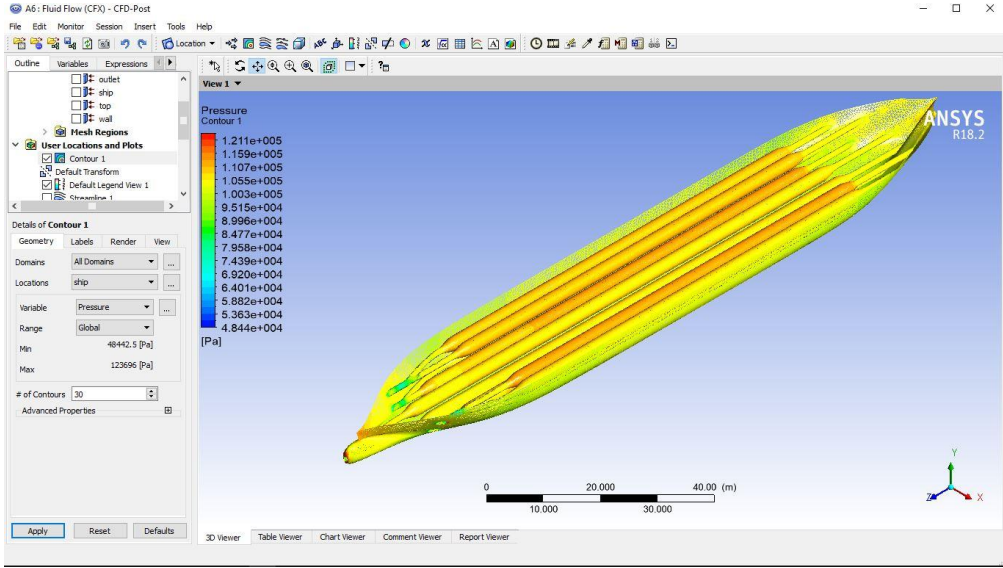 A6 : Fluid Flow (CFX) - CFD-Post
File Edit Monitor Session Insert Tools Help
Location
Outline Variables Expressions
outlet
ship
top
wall
Mesh Regions
User Locations and Plots
Contour 1
Default Transform
Default Legend View 1
Streamline 1
Details of Contour 1
Geometry Labels Render View
Domains All Domains ...
Locations ship ...
Variable Pressure ...
Range Global
Min 48442.5 [Pa]
Max 123696 [Pa]
# of Contours 30
Advanced Properties
Apply Reset Defaults
View 1
Pressure
Contour 1
1.211e+005
1.159e+005
1.107e+005
1.055e+005
1.003e+005
9.515e+004
8.996e+004
8.477e+004
7.958e+004
7.439e+004
6.920e+004
6.401e+004
5.882e+004
5.363e+004
4.844e+004
[Pa]
ANSYS
R18.2
0 20.000 40.00 (m)
10.000 30.000
Y
Z X
3D Viewer Table Viewer Chart Viewer Comment Viewer Report Viewer